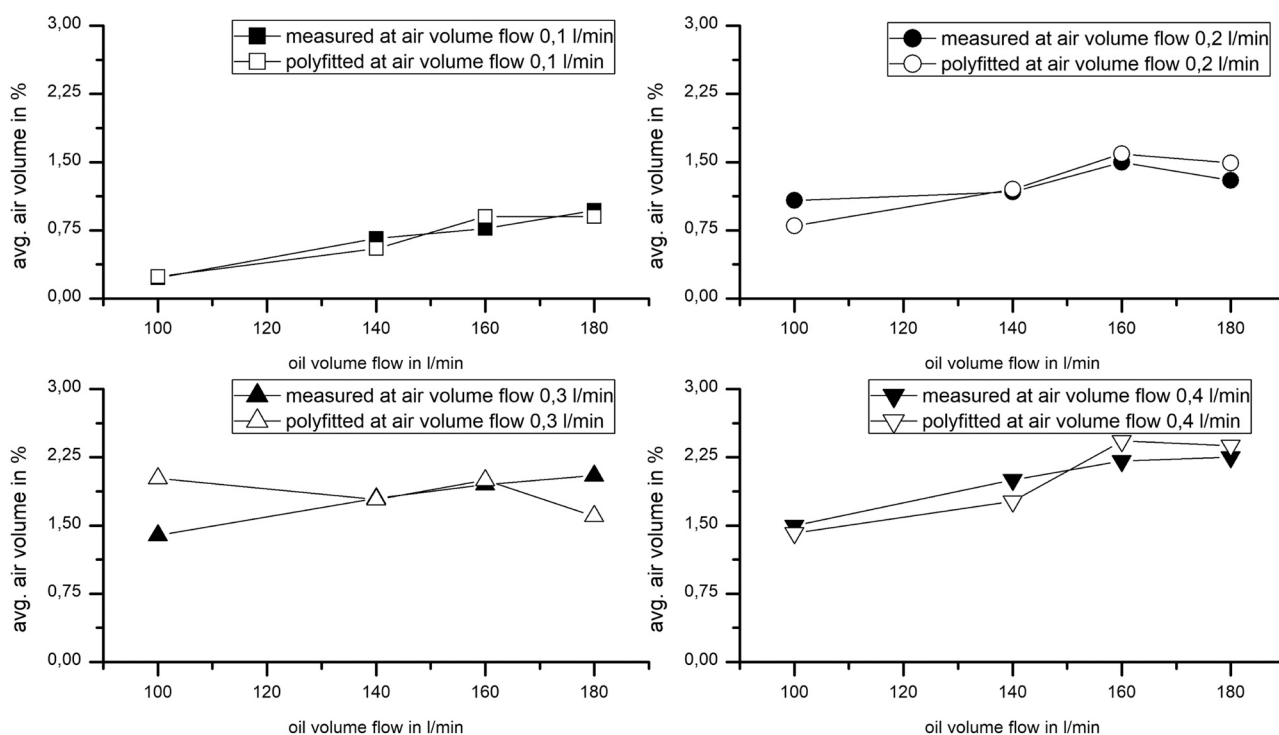 measured at air volume flow 0,1 l/min
polyfitted at air volume flow 0,1 l/min
avg. air volume in %
3,00
2,25
1,50
0,75
0,00
100 120 140 160 180
oil volume flow in l/min
measured at air volume flow 0,2 l/min
polyfitted at air volume flow 0,2 l/min
avg. air volume in %
3,00
2,25
1,50
0,75
0,00
100 120 140 160 180
oil volume flow in l/min
measured at air volume flow 0,3 l/min
polyfitted at air volume flow 0,3 l/min
avg. air volume in %
3,00
2,25
1,50
0,75
0,00
100 120 140 160 180
oil volume flow in l/min
measured at air volume flow 0,4 l/min
polyfitted at air volume flow 0,4 l/min
avg. air volume in %
3,00
2,25
1,50
0,75
0,00
100 120 140 160 180
oil volume flow in l/min